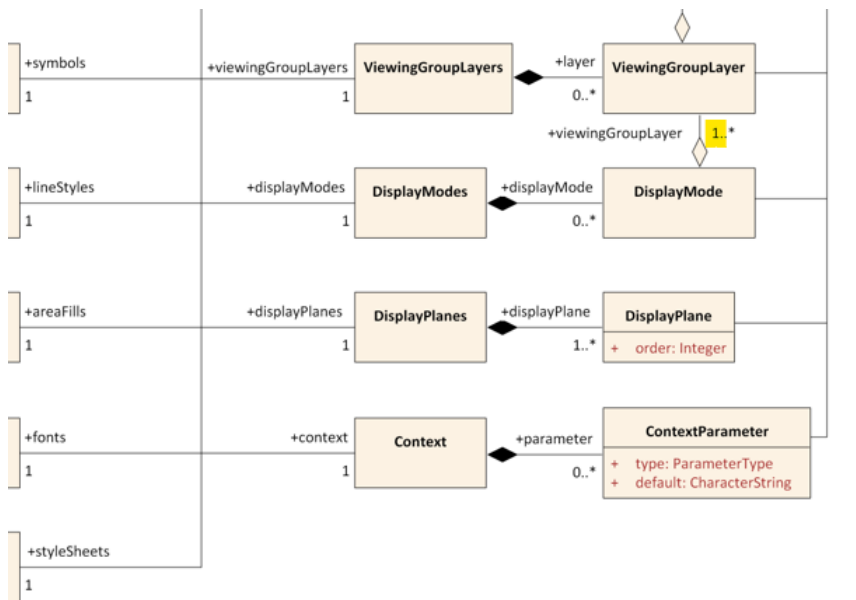 +symbols
1
+viewingGroupLayers
1
ViewingGroupLayers
+layer
0..*
ViewingGroupLayer
+viewingGroupLayer
1..*
+lineStyles
1
+displayModes
1
DisplayModes
+displayMode
0..*
DisplayMode
+areaFills
1
+displayPlanes
1
DisplayPlanes
+displayPlane
1..*
DisplayPlane
+ order: Integer
+fonts
1
+context
1
Context
+parameter
0..*
ContextParameter
+ type: ParameterType
+ default: CharacterString
+styleSheets
1